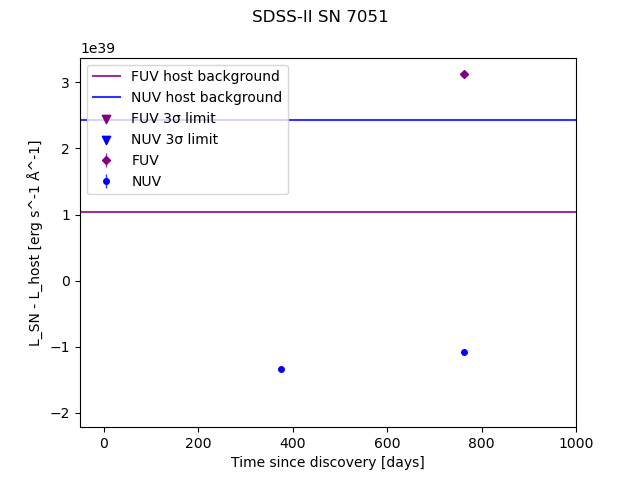 SDSS-II SN 7051
1e39
FUV host background
NUV host background
FUV 3σ limit
NUV 3σ limit
FUV
NUV
3
2
1
0
−1
−2
L_SN - L_host [erg s^-1 Å^-1]
0 200 400 600 800 1000
Time since discovery [days]